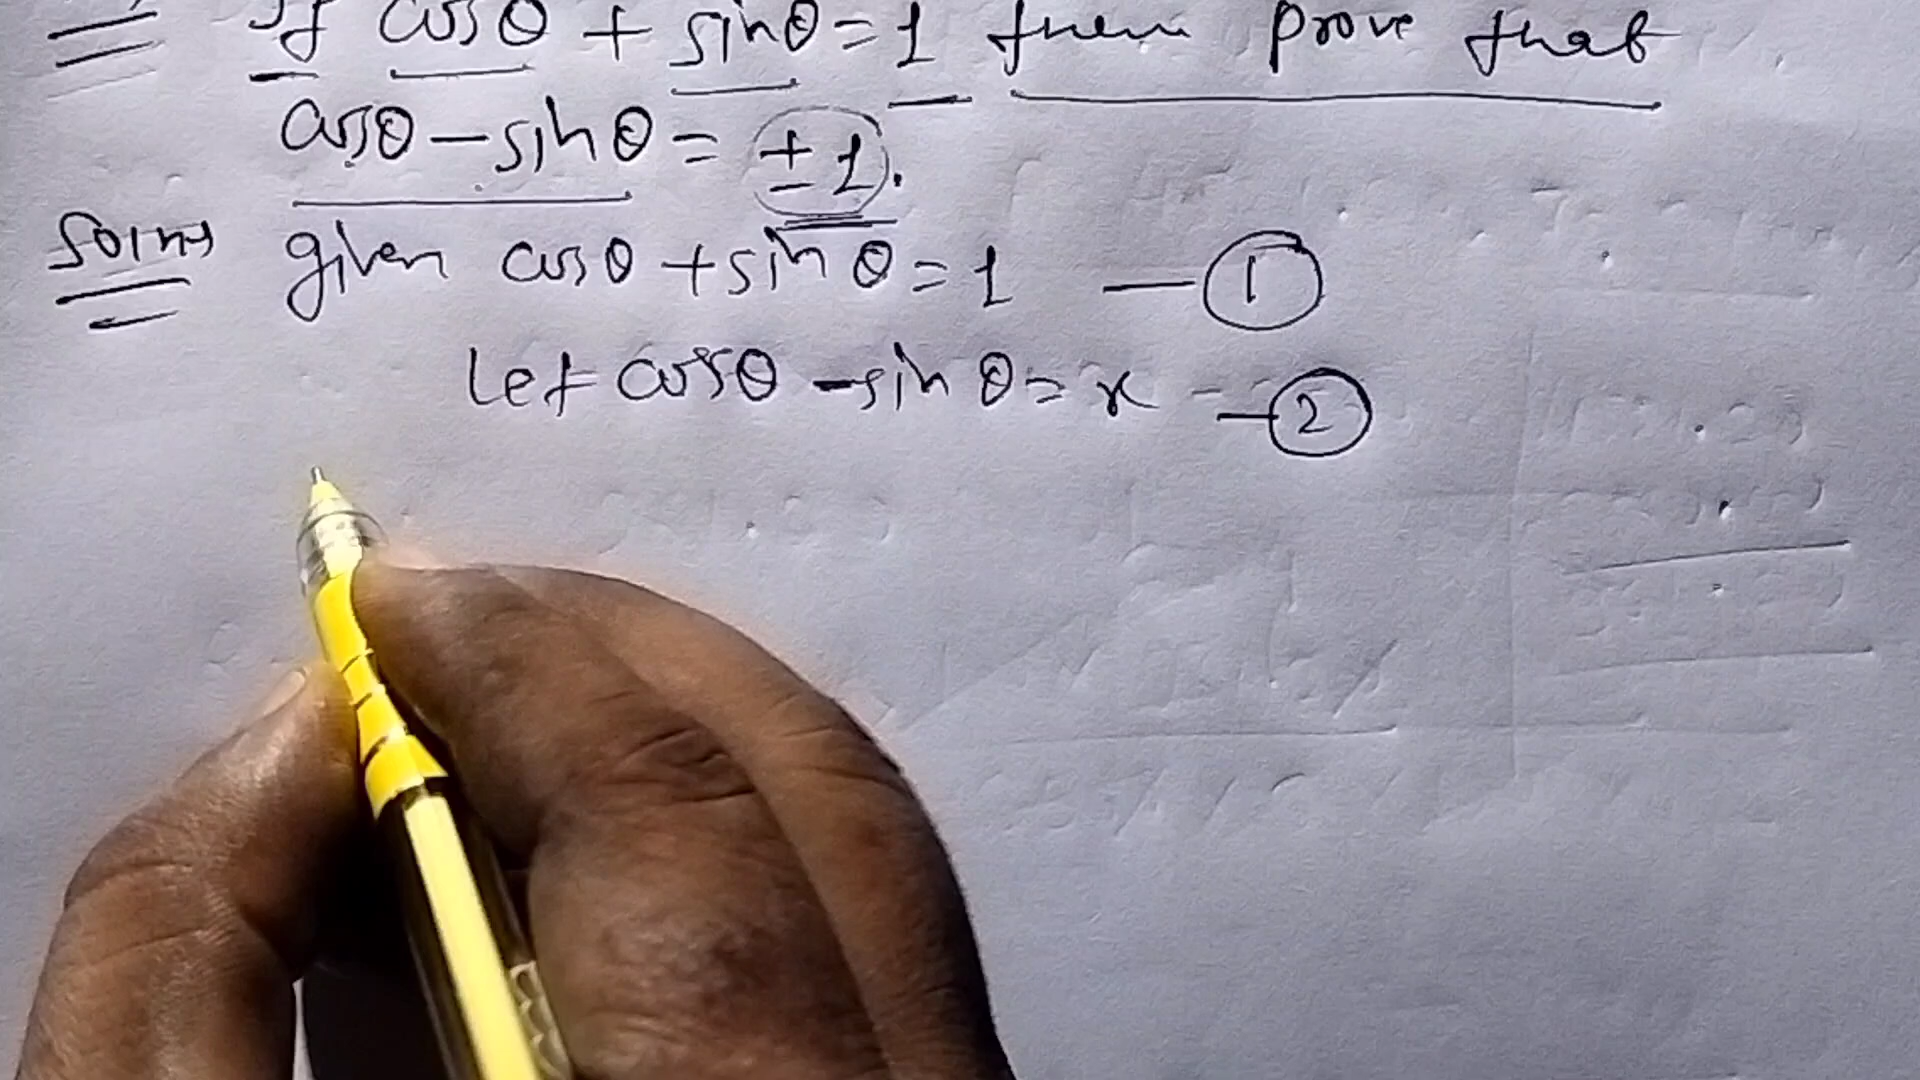 If cosθ + sinθ = 1 then prove that
cosθ - sinθ = ± 1.
Solns given cosθ + sinθ = 1 — ①
Let cosθ - sinθ = x — ②